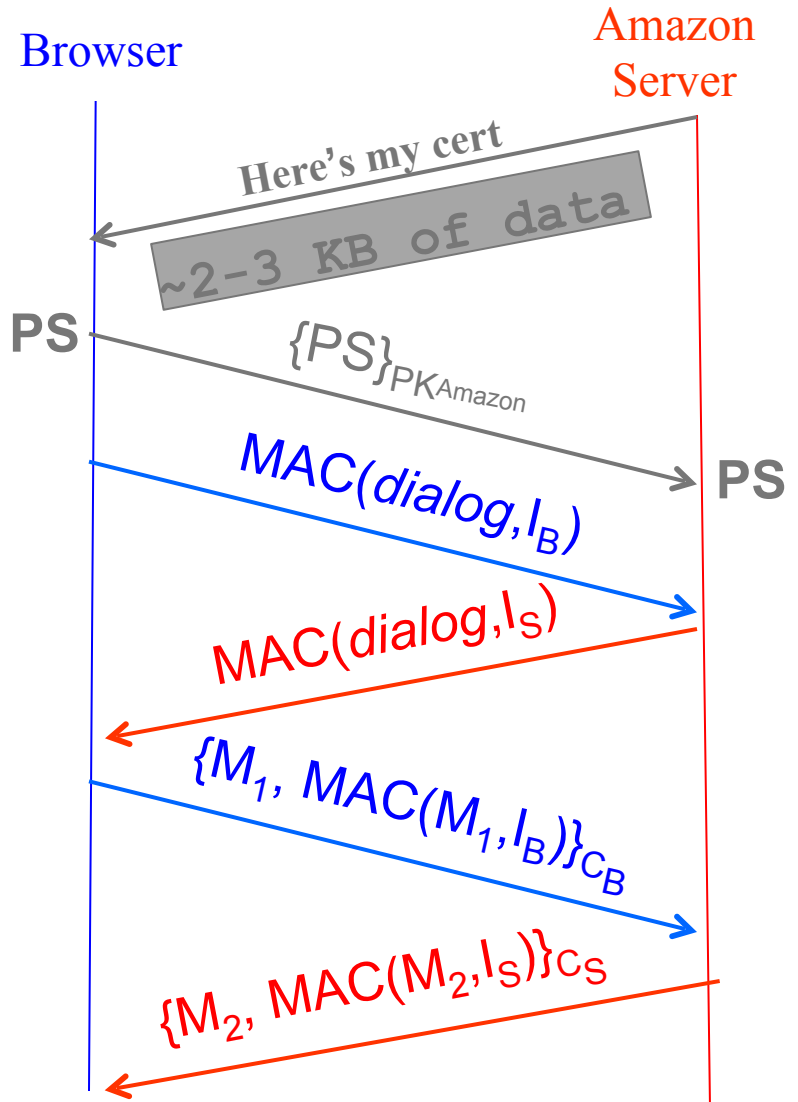 Browser
Amazon
Server
Here’s my cert
~2-3 KB of data
PS
{PS}PKAmazon
PS
MAC(dialog,IB)
MAC(dialog,IS)
{M1, MAC(M1,IB)}CB
{M2, MAC(M2,IS)}CS